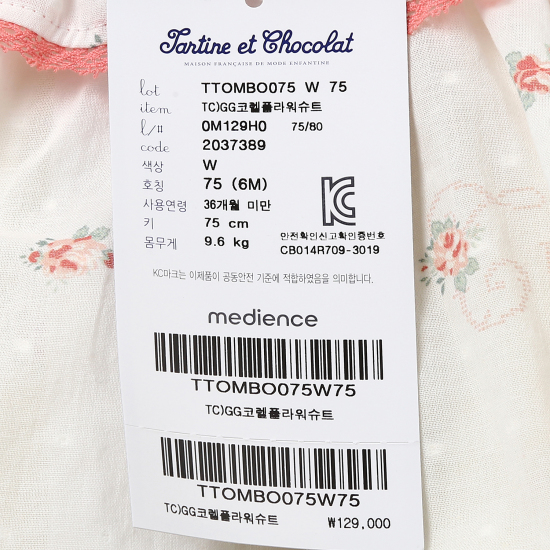 Tartine et Chocolat
MAISON FRANÇAISE DE MODE ENFANTINE
lot TTOMBO075 W 75
item TC)GG코렐플라워슈트
l/# 0M129H0 75/80
code 2037389
색상 W
호칭 75 (6M)
사용연령 36개월 미만
키 75 cm
몸무게 9.6 kg
안전확인신고확인증번호
CB014R709-3019
KC마크는 이제품이 공동안전 기준에 적합하였음을 의미합니다.
medience
TTOMBO075W75
TC)GG코렐플라워슈트
TTOMBO075W75
TC)GG코렐플라워슈트 ₩129,000